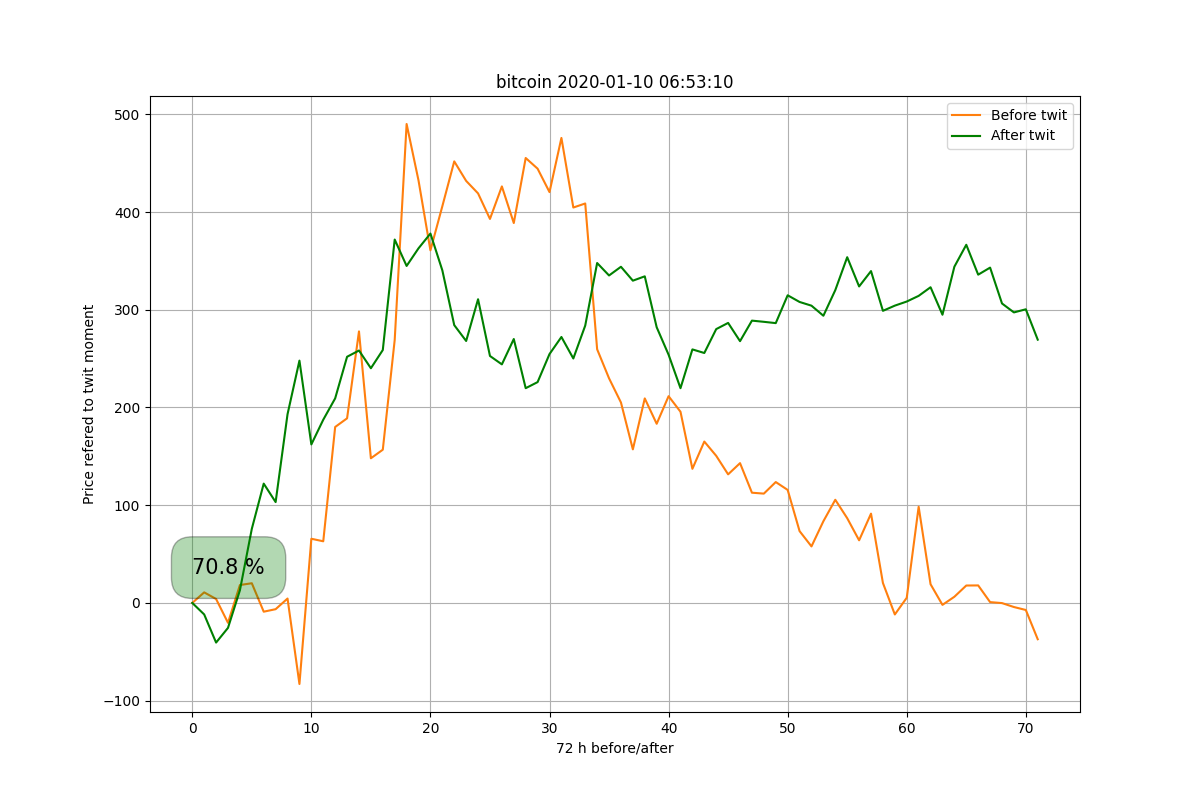 bitcoin 2020-01-10 06:53:10
Before twit
After twit
500
400
300
200
100
0
−100
Price refered to twit moment
70.8 %
0 10 20 30 40 50 60 70
72 h before/after